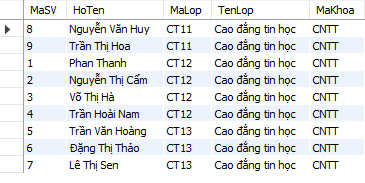 MaSV HoTen MaLop TenLop MaKhoa
8 Nguyễn Văn Huy CT11 Cao đẳng tin học CNTT
9 Trần Thị Hoa CT11 Cao đẳng tin học CNTT
1 Phan Thanh CT12 Cao đẳng tin học CNTT
2 Nguyễn Thị Cẩm CT12 Cao đẳng tin học CNTT
3 Võ Thị Hà CT12 Cao đẳng tin học CNTT
4 Trần Hoài Nam CT12 Cao đẳng tin học CNTT
5 Trần Văn Hoàng CT13 Cao đẳng tin học CNTT
6 Đặng Thị Thảo CT13 Cao đẳng tin học CNTT
7 Lê Thị Sen CT13 Cao đẳng tin học CNTT